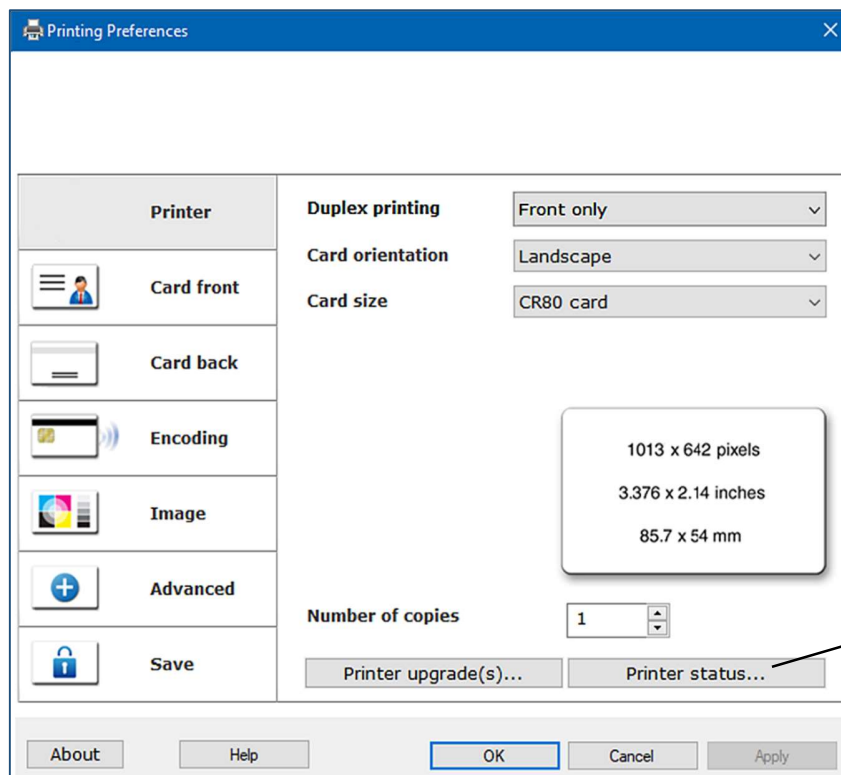 Printing Preferences
Printer
Duplex printing Front only
Card orientation Landscape
Card front
Card size CR80 card
Card back
Encoding
1013 x 642 pixels
3.376 x 2.14 inches
Image
85.7 x 54 mm
Advanced
Number of copies 1
Save
Printer upgrade(s)... Printer status...
About Help OK Cancel Apply